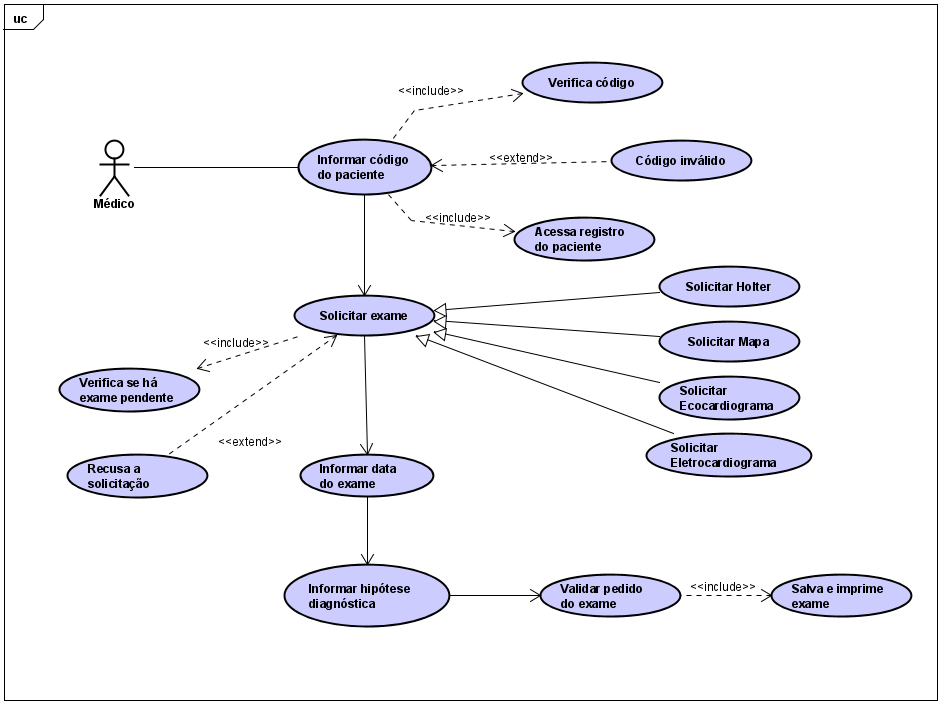 uc
Verifica código
<<include>>
Informar código
do paciente
<<extend>>
Código inválido
Médico
<<include>>
Acessa registro
do paciente
Solicitar Holter
Solicitar exame
Solicitar Mapa
<<include>>
Verifica se há
exame pendente
Solicitar
Ecocardiograma
<<extend>>
Solicitar
Eletrocardiograma
Recusa a
solicitação
Informar data
do exame
Informar hipótese
diagnóstica
Validar pedido
do exame
<<include>>
Salva e imprime
exame